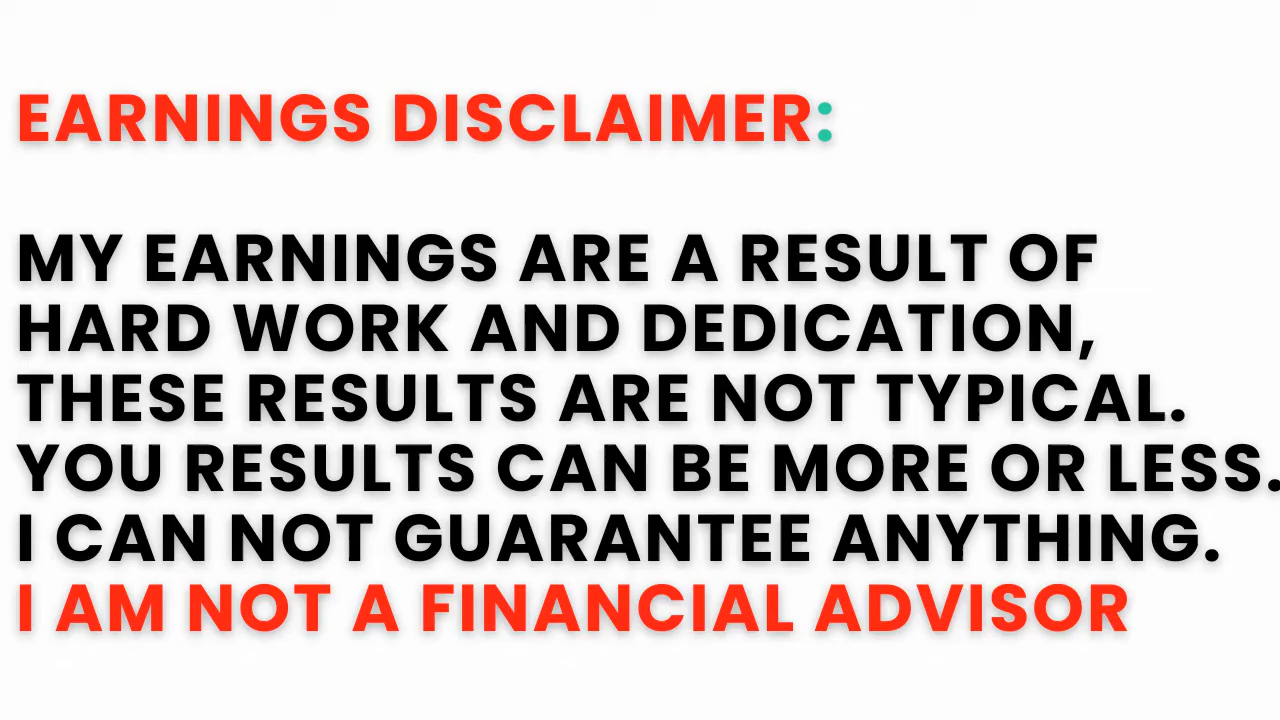 EARNINGS DISCLAIMER:
MY EARNINGS ARE A RESULT OF
HARD WORK AND DEDICATION,
THESE RESULTS ARE NOT TYPICAL.
YOU RESULTS CAN BE MORE OR LESS.
I CAN NOT GUARANTEE ANYTHING.
I AM NOT A FINANCIAL ADVISOR